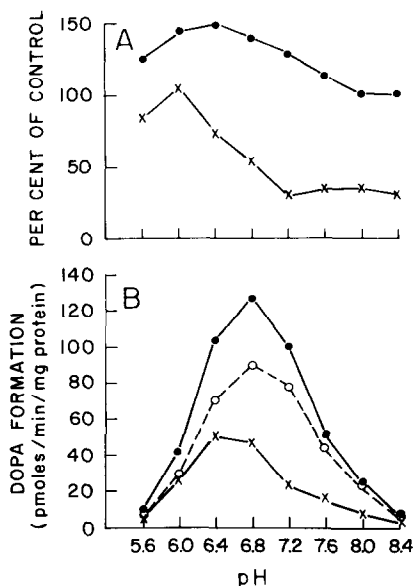 A
PER CENT OF CONTROL
150
100
50
0
B
DOPA FORMATION
(pmoles/min/mg protein)
140
120
100
80
60
40
20
0
5.6 6.0 6.4 6.8 7.2 7.6 8.0 8.4
pH